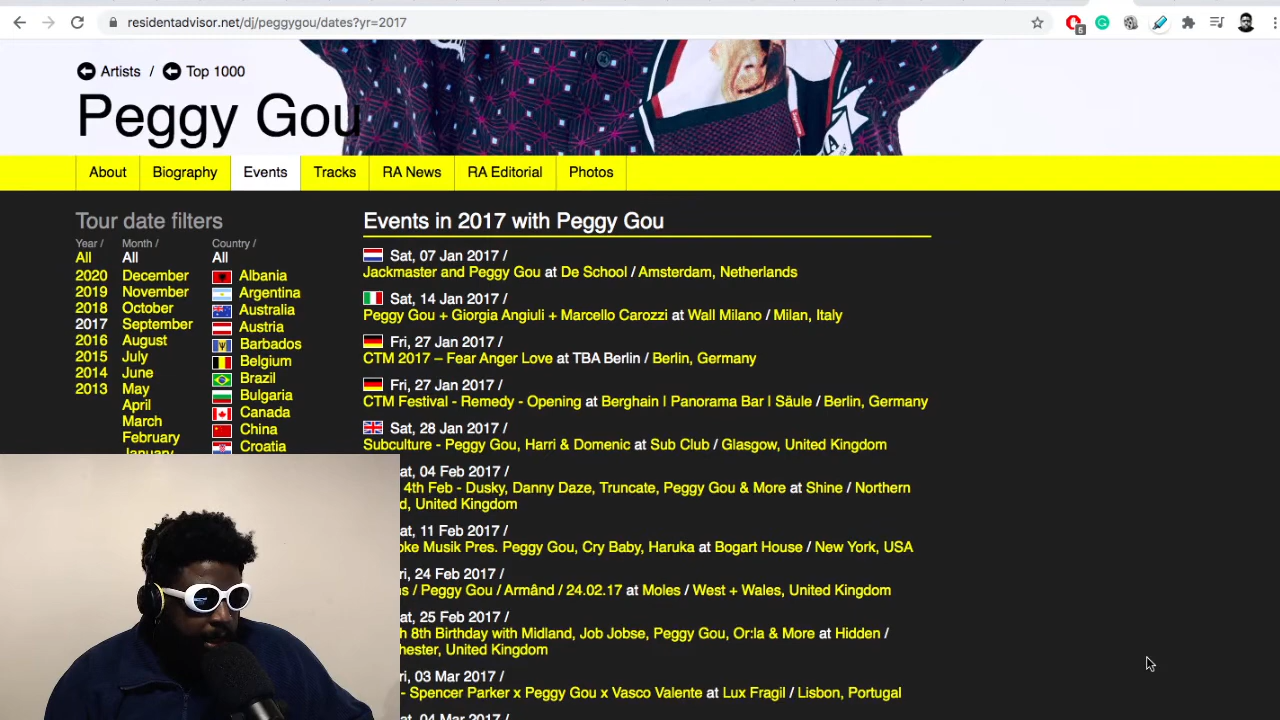 residentadvisor.net/dj/peggygou/dates?yr=2017
5
Artists / Top 1000
Peggy Gou
About Biography Events Tracks RA News RA Editorial Photos
Tour date filters
Year / Month / Country /
All All All
2020 December Albania
2019 November Argentina
2018 October Australia
2017 September Austria
2016 August Barbados
2015 July Belgium
2014 June Brazil
2013 May Bulgaria
April Canada
March China
February Croatia
January
Events in 2017 with Peggy Gou
Sat, 07 Jan 2017 /
Jackmaster and Peggy Gou at De School / Amsterdam, Netherlands
Sat, 14 Jan 2017 /
Peggy Gou + Giorgia Angiuli + Marcello Carozzi at Wall Milano / Milan, Italy
Fri, 27 Jan 2017 /
CTM 2017 – Fear Anger Love at TBA Berlin / Berlin, Germany
Fri, 27 Jan 2017 /
CTM Festival - Remedy - Opening at Berghain | Panorama Bar | Säule / Berlin, Germany
Sat, 28 Jan 2017 /
Subculture - Peggy Gou, Harri & Domenic at Sub Club / Glasgow, United Kingdom
at, 04 Feb 2017 /
4th Feb - Dusky, Danny Daze, Truncate, Peggy Gou & More at Shine / Northern
d, United Kingdom
at, 11 Feb 2017 /
ke Musik Pres. Peggy Gou, Cry Baby, Haruka at Bogart House / New York, USA
ri, 24 Feb 2017 /
s / Peggy Gou / Armând / 24.02.17 at Moles / West + Wales, United Kingdom
at, 25 Feb 2017 /
h 8th Birthday with Midland, Job Jobse, Peggy Gou, Or:la & More at Hidden /
hester, United Kingdom
ri, 03 Mar 2017 /
- Spencer Parker x Peggy Gou x Vasco Valente at Lux Fragil / Lisbon, Portugal
at, 04 Mar 2017 /